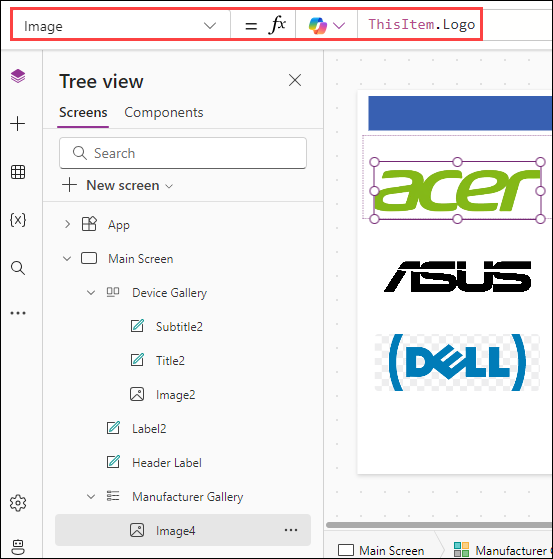 Image = fx ThisItem.Logo
Tree view
Screens Components
Search
New screen
App
Main Screen
Device Gallery
Subtitle2
Title2
Image2
Label2
Header Label
Manufacturer Gallery
Image4
{x}
acer
ASUS
(DELL)
Main Screen Manufacturer G